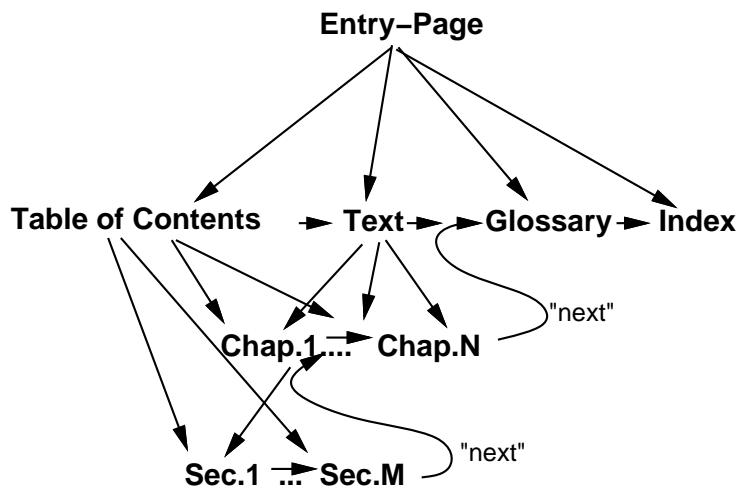 Entry–Page
Table of Contents Text Glossary Index
"next"
Chap.1.... Chap.N
"next"
Sec.1 ... Sec.M